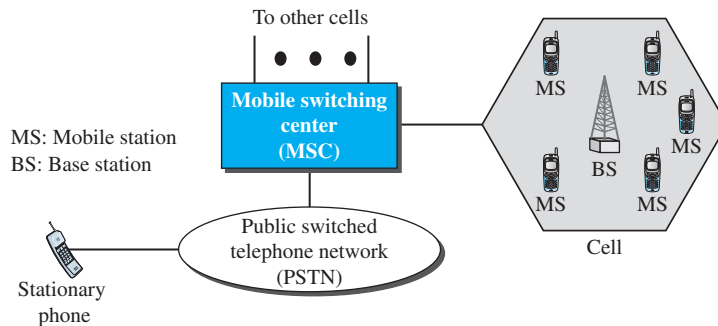 To other cells
Mobile switching
center
(MSC)
MS: Mobile station
BS: Base station
MS
MS
MS
BS
MS
MS
Cell
Public switched
telephone network
(PSTN)
Stationary
phone